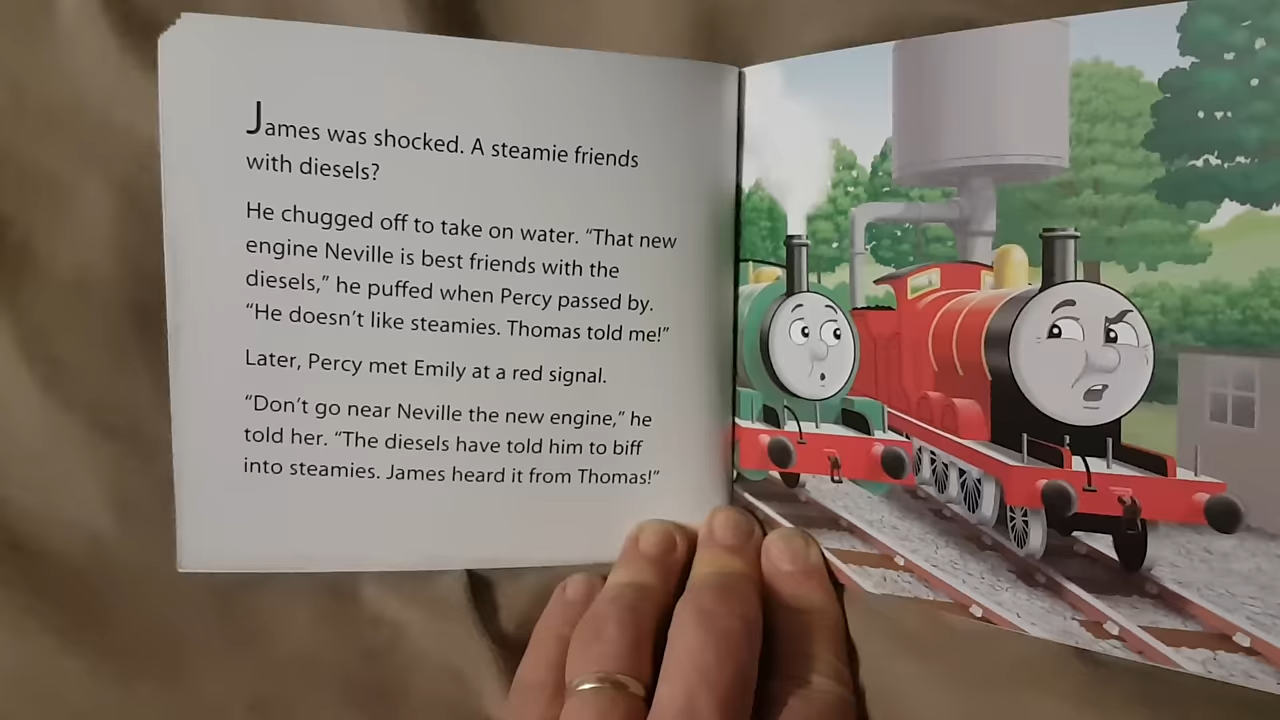 James was shocked. A steamie friends
with diesels?
He chugged off to take on water. “That new
engine Neville is best friends with the
diesels,” he puffed when Percy passed by.
“He doesn’t like steamies. Thomas told me!”
Later, Percy met Emily at a red signal.
“Don’t go near Neville the new engine,” he
told her. “The diesels have told him to biff
into steamies. James heard it from Thomas!”